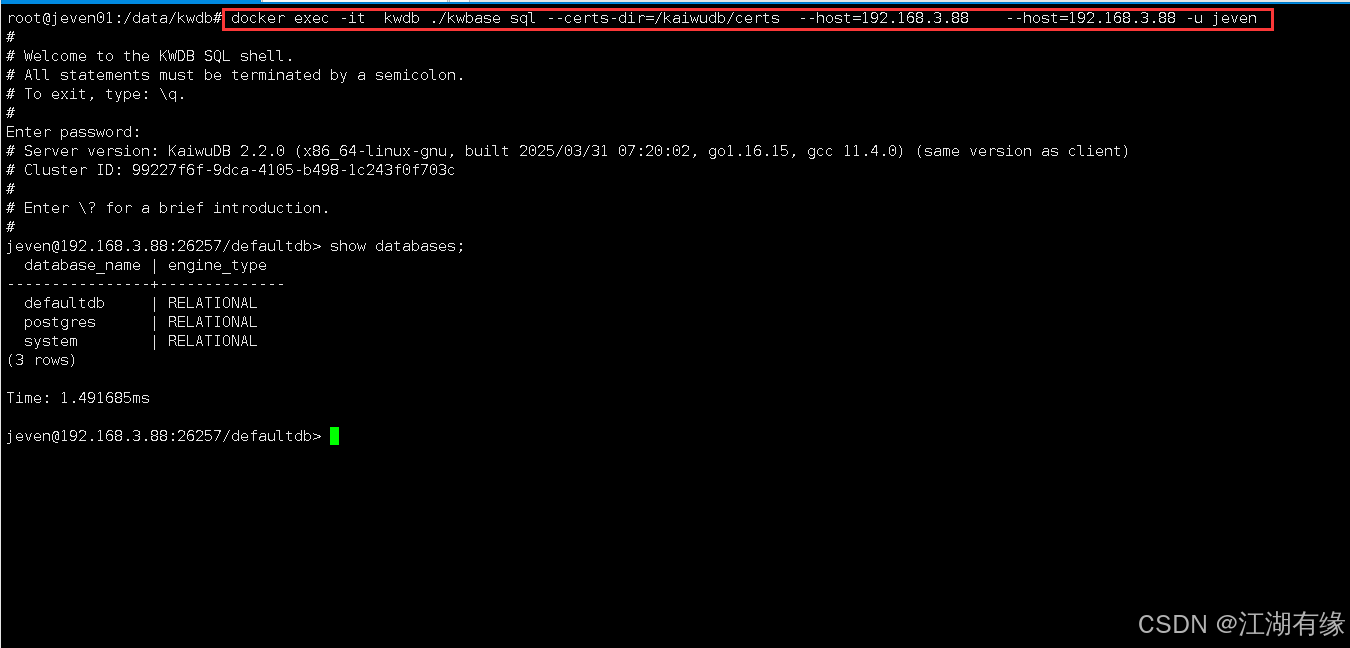 root@jeven01:/data/kwdb# docker exec -it  kwdb ./kwbase sql --certs-dir=/kaiwudb/certs  --host=192.168.3.88    --host=192.168.3.88 -u jeven
#
# Welcome to the KWDB SQL shell.
# All statements must be terminated by a semicolon.
# To exit, type: \q.
#
Enter password:
# Server version: KaiwuDB 2.2.0 (x86_64-linux-gnu, built 2025/03/31 07:20:02, go1.16.15, gcc 11.4.0) (same version as client)
# Cluster ID: 99227f6f-9dca-4105-b498-1c243f0f703c
#
# Enter \? for a brief introduction.
#
jeven@192.168.3.88:26257/defaultdb> show databases;
  database_name | engine_type
----------------+--------------
  defaultdb     | RELATIONAL
  postgres      | RELATIONAL
  system        | RELATIONAL
(3 rows)
Time: 1.491685ms
jeven@192.168.3.88:26257/defaultdb>
CSDN @江湖有缘